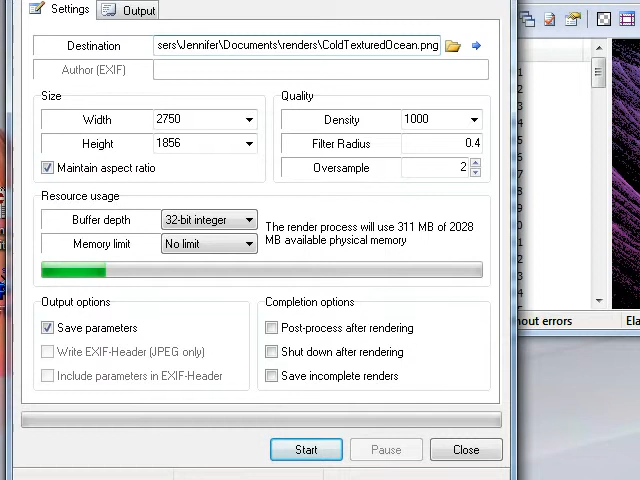 Settings
Output
Destination
sers\Jennifer\Documents\renders\ColdTexturedOcean.png
Author (EXIF)
Size
Width
2750
Height
1856
Maintain aspect ratio
Quality
Density
1000
Filter Radius
0.4
Oversample
2
Resource usage
Buffer depth
32-bit integer
Memory limit
No limit
The render process will use 311 MB of 2028
MB available physical memory
Output options
Save parameters
Write EXIF-Header (JPEG only)
Include parameters in EXIF-Header
Completion options
Post-process after rendering
Shut down after rendering
Save incomplete renders
Start
Pause
Close
hout errors
Ela